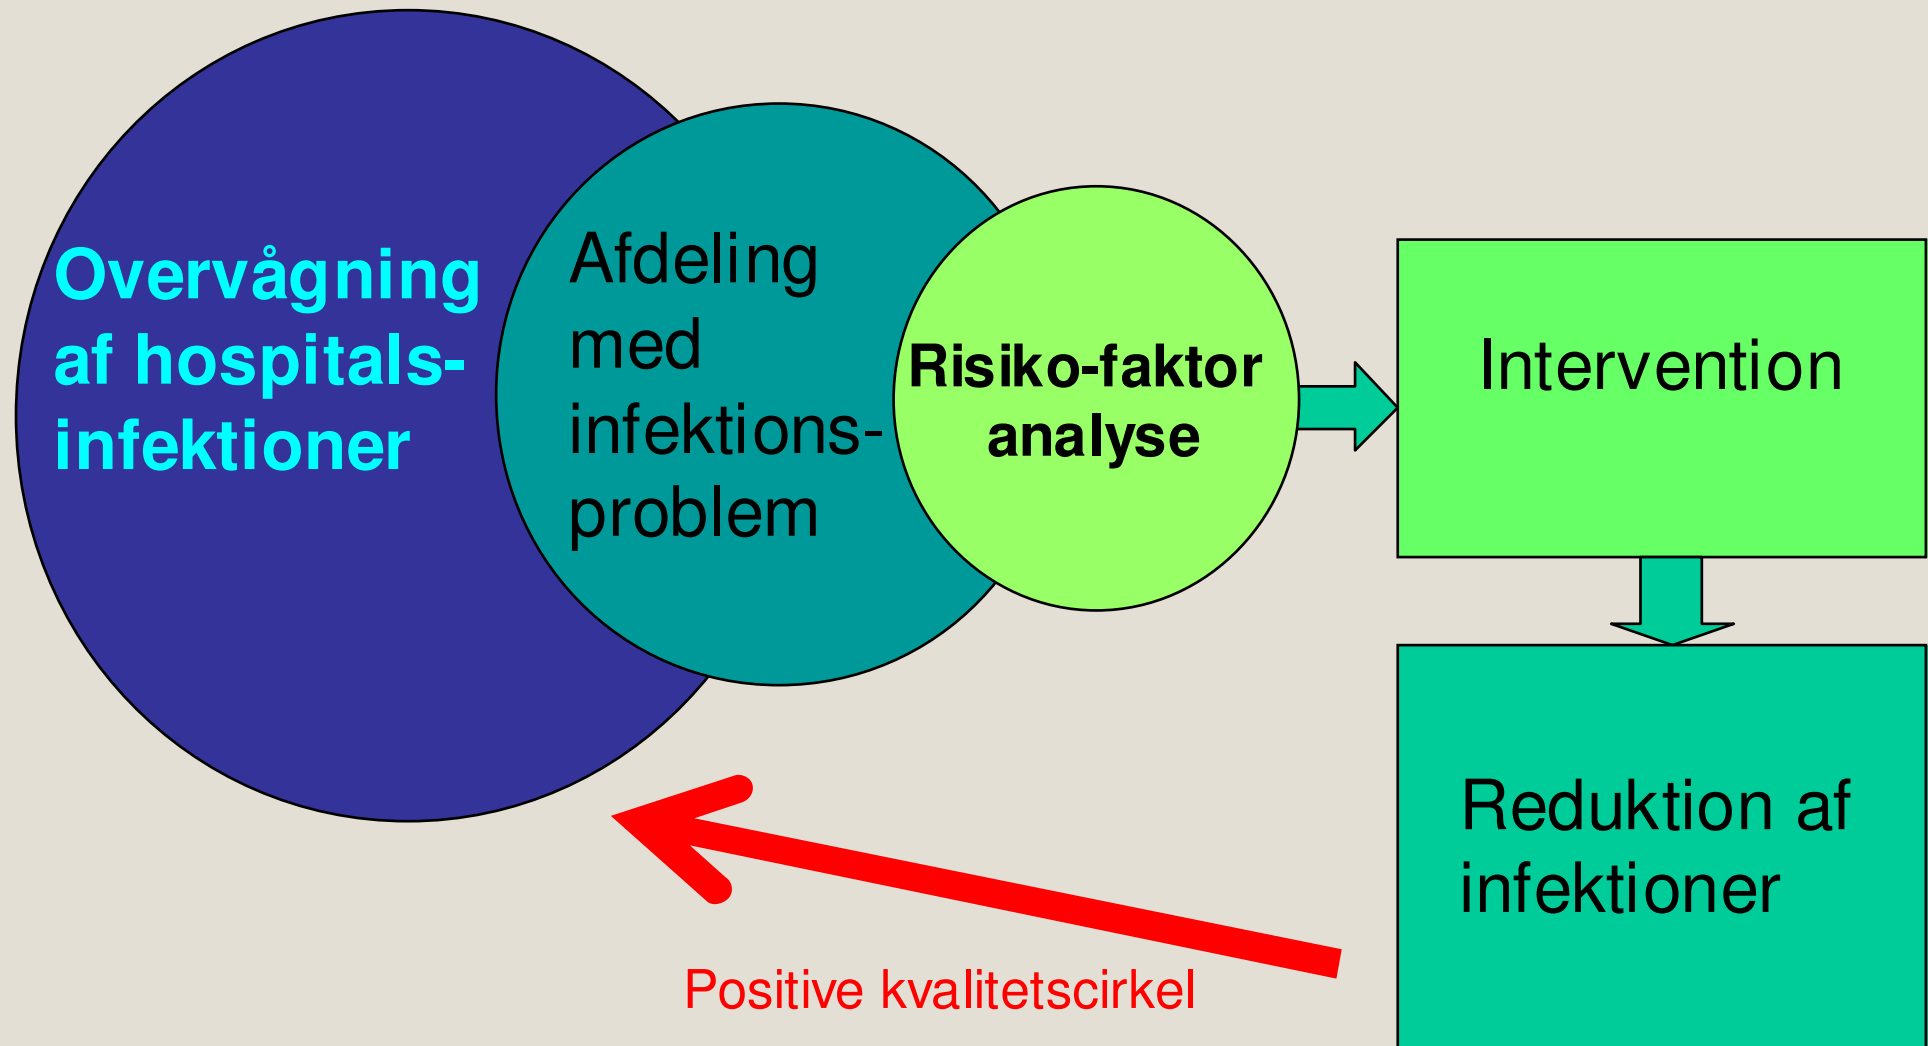 Overvågning
af hospitals-
infektioner
Afdeling
med
infektions-
problem
Risiko-faktor
analyse
Intervention
Reduktion af
infektioner
Positive kvalitetscirkel